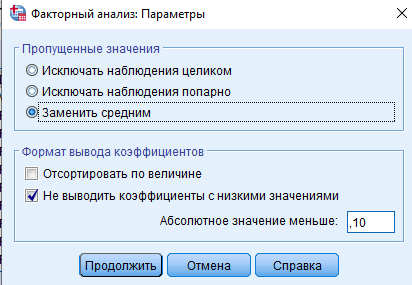 Факторный анализ: Параметры
Пропущенные значения
Исключать наблюдения целиком
Исключать наблюдения попарно
Заменить средним
Формат вывода коэффициентов
Отсортировать по величине
Не выводить коэффициенты с низкими значениями
Абсолютное значение меньше: ,10
Продолжить Отмена Справка